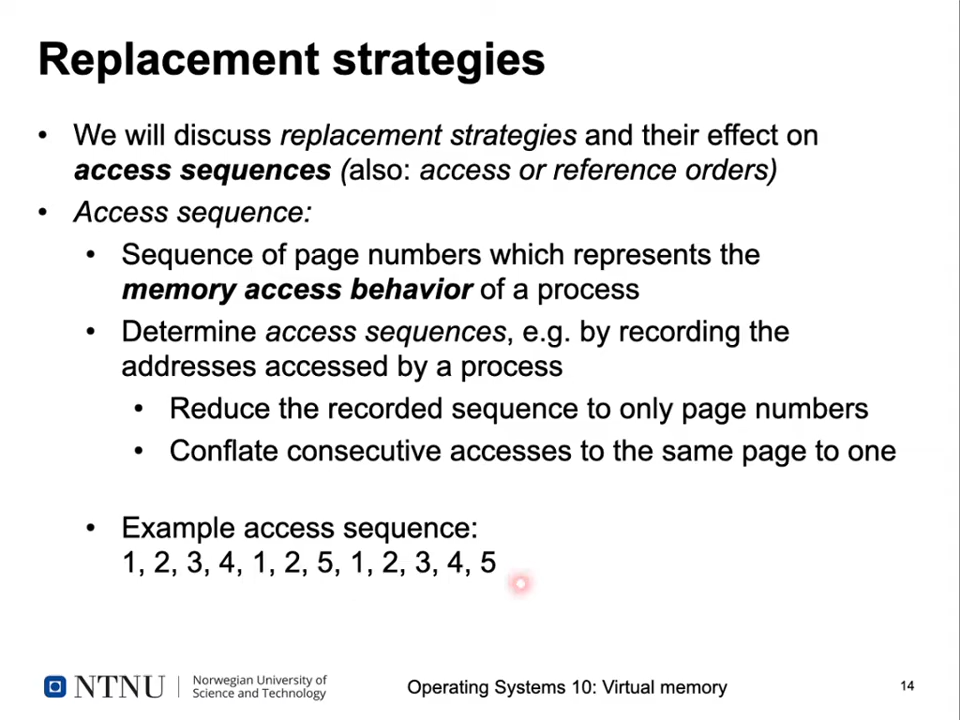 Replacement strategies
• We will discuss replacement strategies and their effect on
access sequences (also: access or reference orders)
• Access sequence:
• Sequence of page numbers which represents the
memory access behavior of a process
• Determine access sequences, e.g. by recording the
addresses accessed by a process
• Reduce the recorded sequence to only page numbers
• Conflate consecutive accesses to the same page to one
• Example access sequence:
1, 2, 3, 4, 1, 2, 5, 1, 2, 3, 4, 5
NTNU
Norwegian University of
Science and Technology
Operating Systems 10: Virtual memory
14